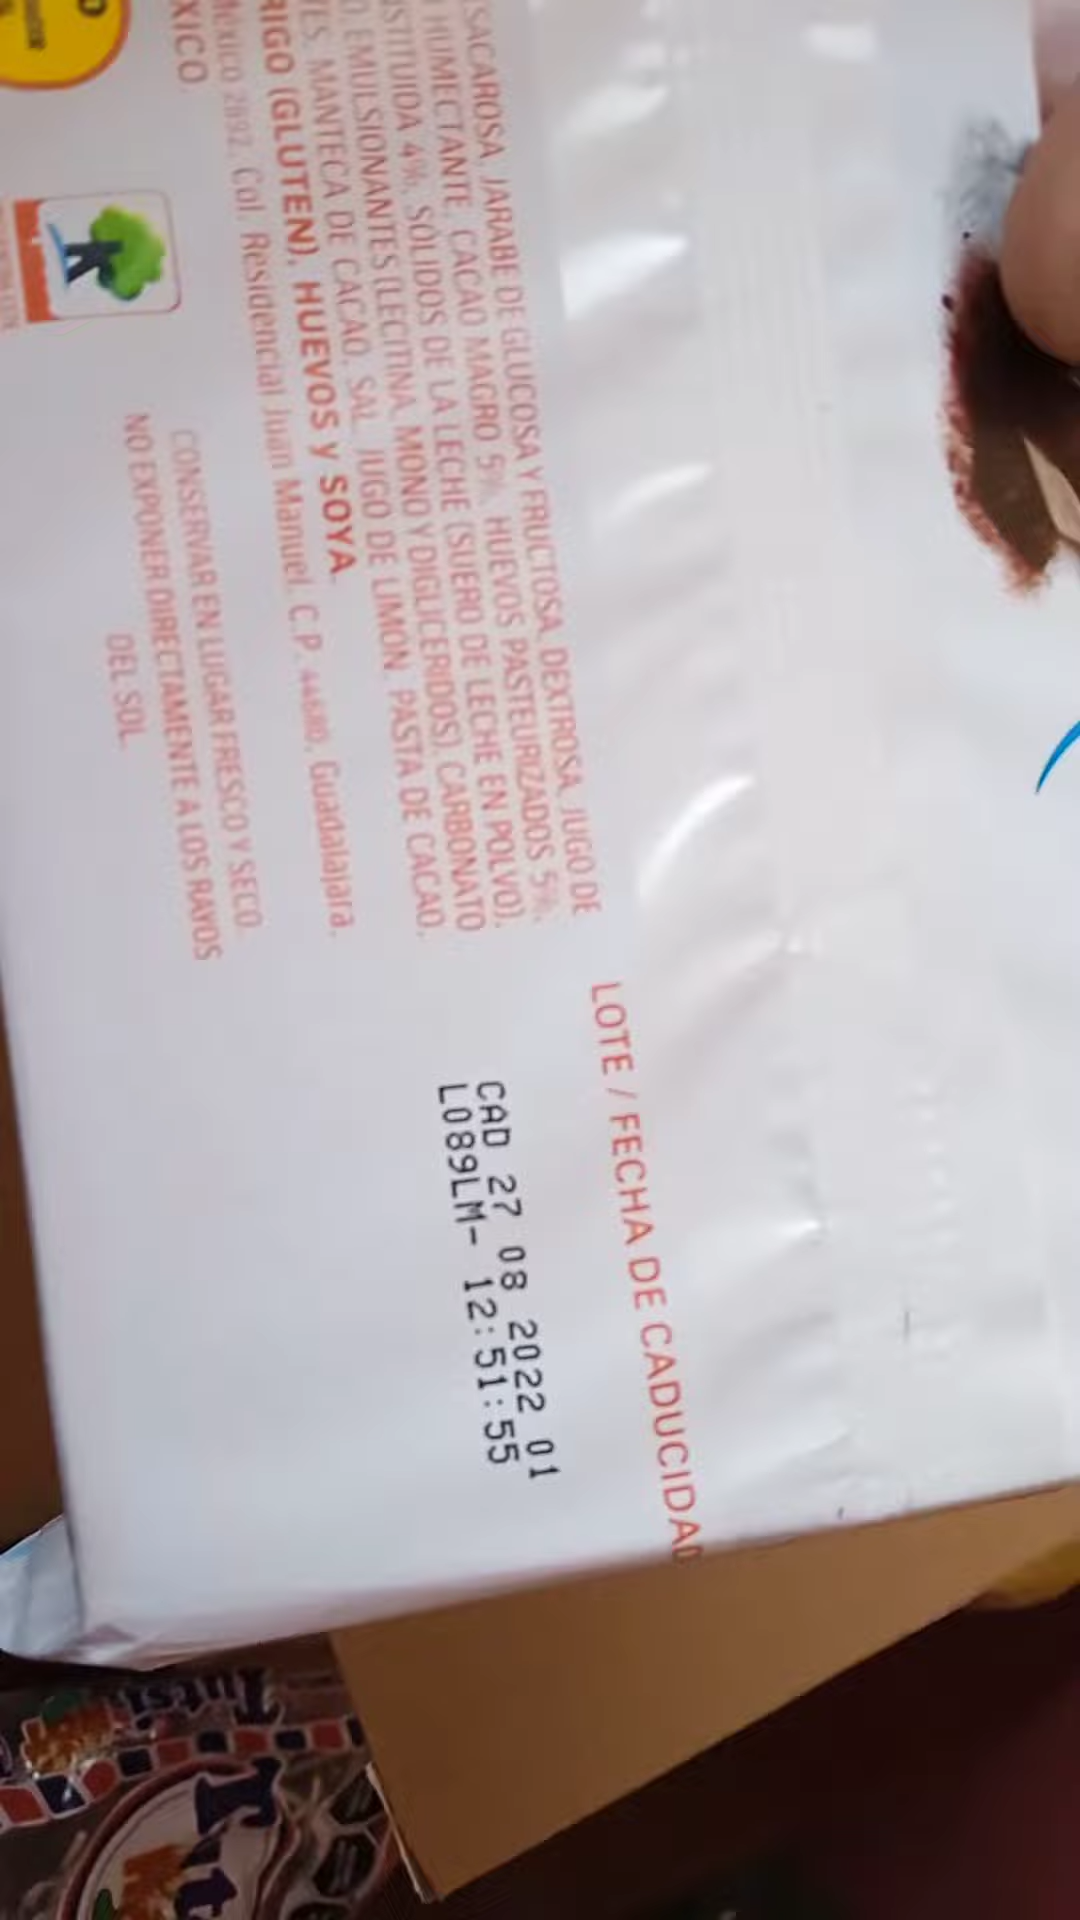 SACAROSA, JARABE DE GLUCOSA Y FRUCTOSA, DEXTROSA, JUGO DE
HUMECTANTE, CACAO MAGRO 5%, HUEVOS PASTEURIZADOS 5%,
STITUIDA 4%, SÓLIDOS DE LA LECHE (SUERO DE LECHE EN POLVO),
EMULSIONANTES (LECITINA, MONO Y DIGLICERIDOS), CARBONATO
ES, MANTECA DE CACAO, SAL, JUGO DE LIMÓN, PASTA DE CACAO,
RIGO (GLUTEN), HUEVOS y SOYA.
México 2892, Col. Residencial Juan Manuel, C.P. 44680, Guadalajara,
XICO.
CONSERVAR EN LUGAR FRESCO Y SECO.
NO EXPONER DIRECTAMENTE A LOS RAYOS
DEL SOL.
LOTE / FECHA DE CADUCIDAD
CAD 27 08 2022 01
L089LM- 12:51:55